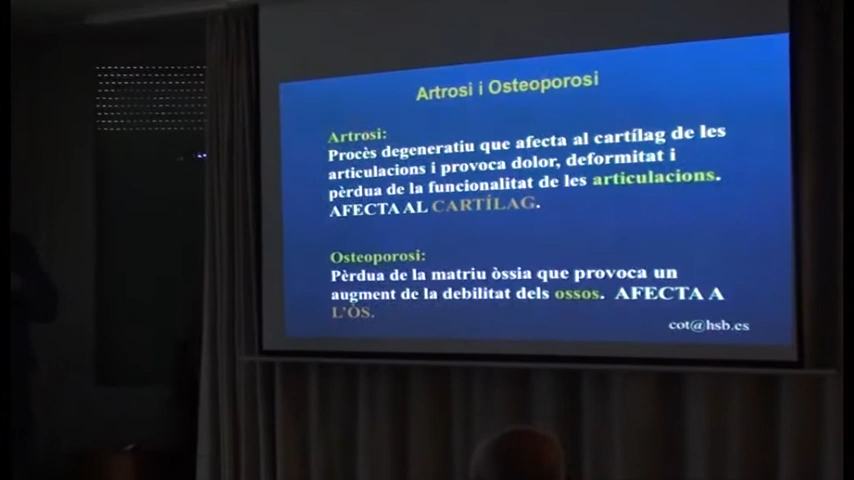 Artrosi i Osteoporosi
Artrosi:
Procès degeneratiu que afecta al cartílag de les
articulacions i provoca dolor, deformitat i
pèrdua de la funcionalitat de les articulacions.
AFECTA AL CARTÍLAG.
Osteoporosi:
Pèrdua de la matriu òssia que provoca un
augment de la debilitat dels ossos. AFECTA A
L'ÒS.
cot@hsb.es